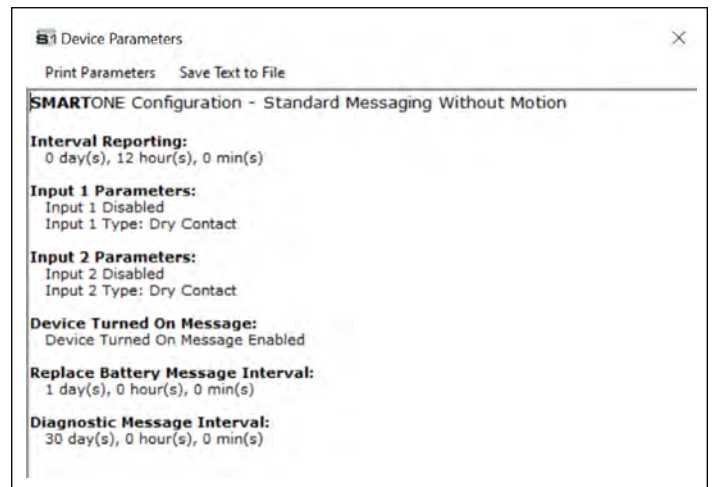 S1 Device Parameters
Print Parameters Save Text to File
SMARTONE Configuration - Standard Messaging Without Motion
Interval Reporting:
0 day(s), 12 hour(s), 0 min(s)
Input 1 Parameters:
Input 1 Disabled
Input 1 Type: Dry Contact
Input 2 Parameters:
Input 2 Disabled
Input 2 Type: Dry Contact
Device Turned On Message:
Device Turned On Message Enabled
Replace Battery Message Interval:
1 day(s), 0 hour(s), 0 min(s)
Diagnostic Message Interval:
30 day(s), 0 hour(s), 0 min(s)